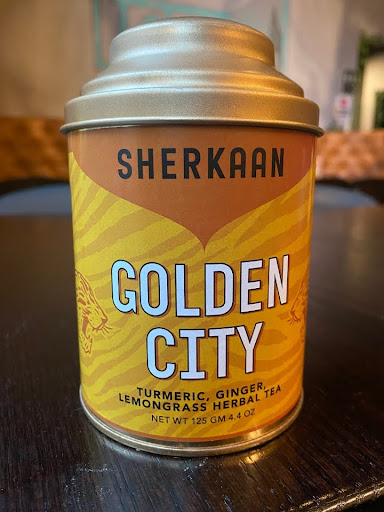 SHERKAAN
GOLDEN
CITY
TURMERIC, GINGER,
LEMONGRASS HERBAL TEA
NET WT 125 GM 4.4 OZ